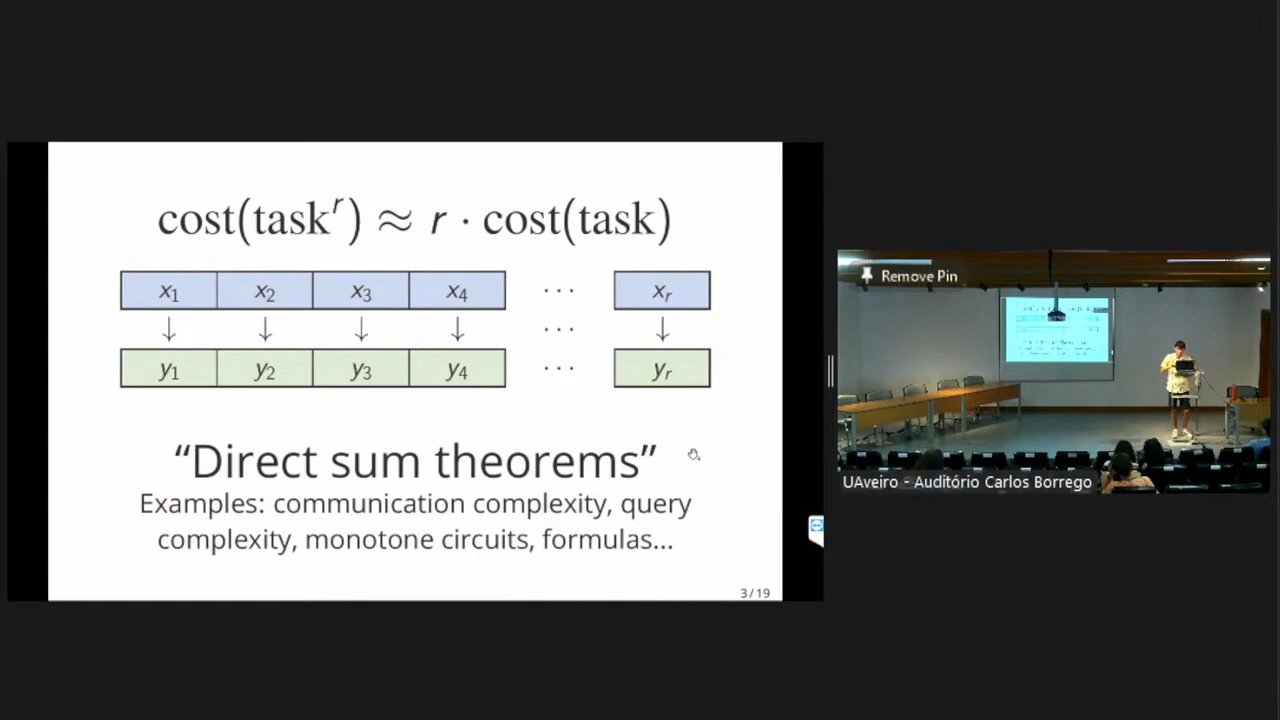 cost(taskʳ) ≈ r · cost(task)
x₁ x₂ x₃ x₄ ··· xᵣ
↓ ↓ ↓ ↓ ··· ↓
y₁ y₂ y₃ y₄ ··· yᵣ
“Direct sum theorems”
Examples: communication complexity, query
complexity, monotone circuits, formulas...
3 / 19
Remove Pin
UAveiro - Auditório Carlos Borrego